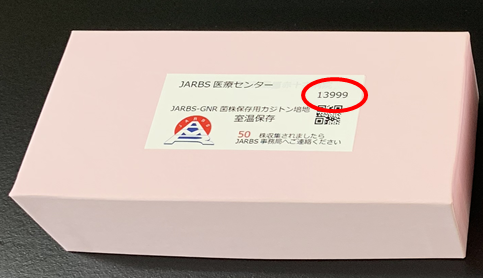 JARBS 医療センター
13999
JARBS-GNR 菌株保存用カジトン培地
室温保存
JARBS
50 株収集されましたら
JARBS 事務局へご連絡ください